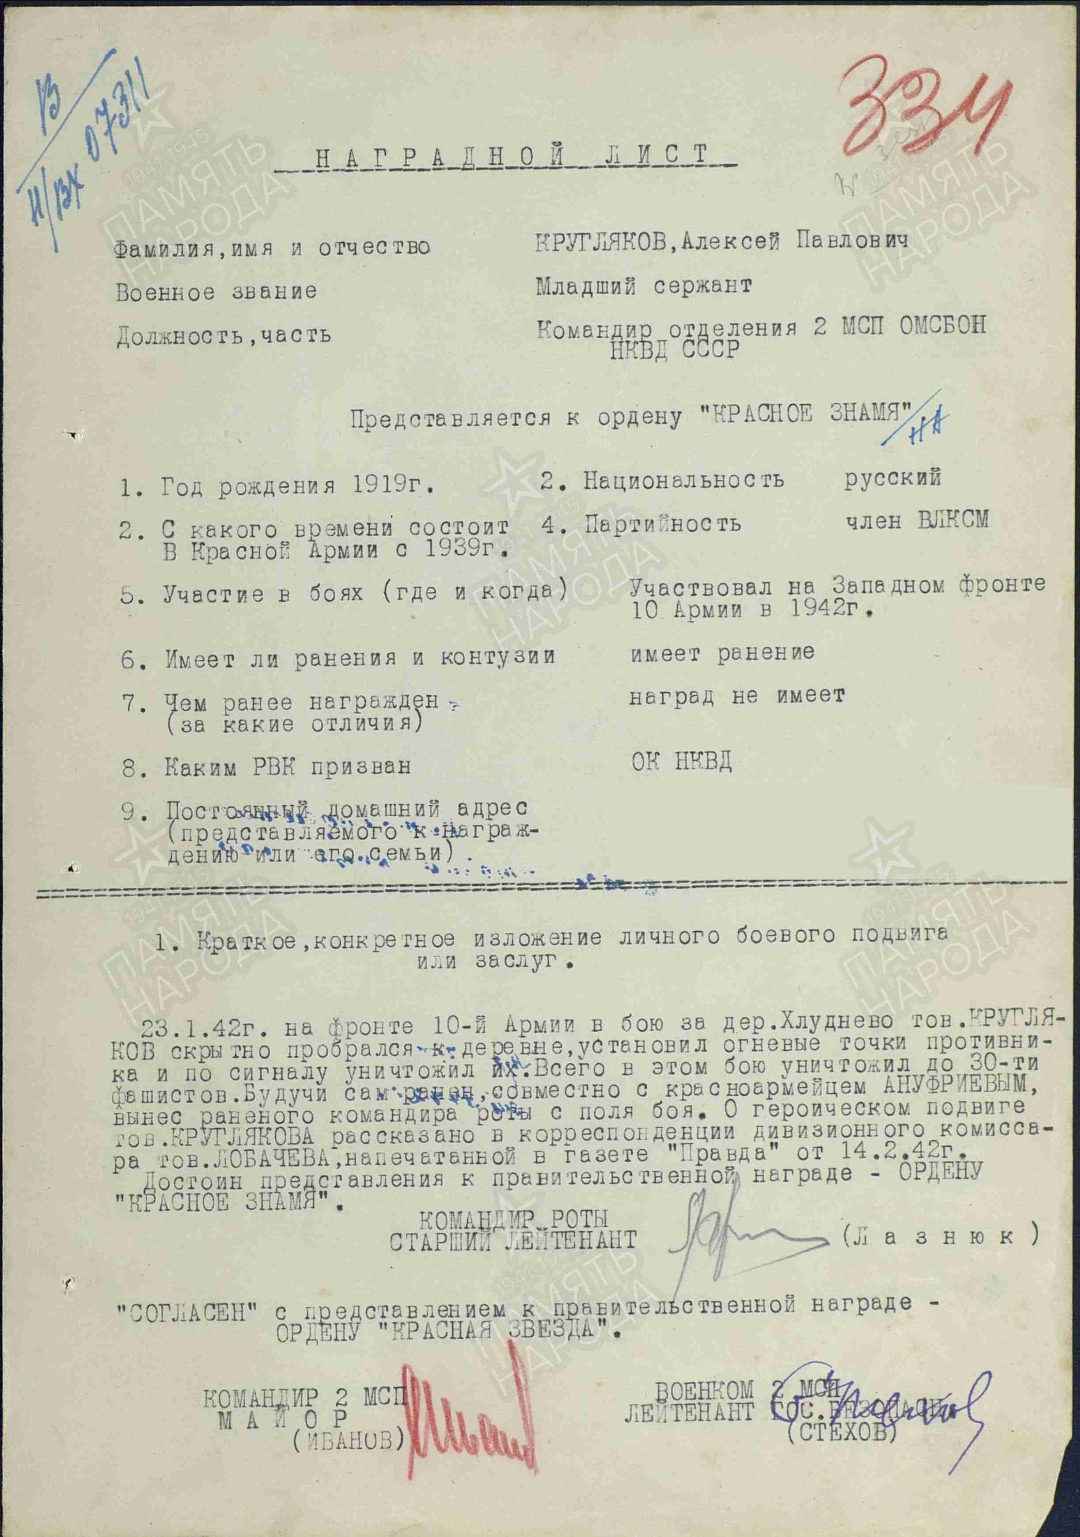 В
Н/ВХ 07311
334
НАГРАДНОЙ ЛИСТ
Фамилия,имя и отчество КРУГЛЯКОВ,Алексей Павлович
Военное звание Младший сержант
Должность,часть Командир отделения 2 МСП ОМСБОН
НКВД СССР
Представляется к ордену "КРАСНОЕ ЗНАМЯ"
1. Год рождения 1919г. 2. Национальность русский
2. С какого времени состоит 4. Партийность член ВЛКСМ
В Красной Армии с 1939г.
5. Участие в боях (где и когда) Участвовал на Западном фронте
10 Армии в 1942г.
6. Имеет ли ранения и контузии имеет ранение
7. Чем ранее награжден наград не имеет
(за какие отличия)
8. Каким РВК призван ОК НКВД
9. Постоянный домашний адрес
(представляемого к награж-
дению или его семьи)
1. Краткое,конкретное изложение личного боевого подвига
или заслуг.
23.1.42г. на фронте 10-й Армии в бою за дер.Хлуднево тов.КРУГЛЯ-
КОВ скрытно пробрался к деревне,установил огневые точки противни-
ка и по сигналу уничтожил их.Всего в этом бою уничтожил до 30-ти
фашистов.Будучи сам ранен,совместно с красноармейцем АНУФРИЕВЫМ,
вынес раненого командира роты с поля боя. О героическом подвиге
тов.КРУГЛЯКОВА рассказано в корреспонденции дивизионного комисса-
ра тов.ЛОБАЧЕВА,напечатанной в газете "Правда" от 14.2.42г.
Достоин представления к правительственной награде - ОРДЕНУ
"КРАСНОЕ ЗНАМЯ".
КОМАНДИР РОТЫ
СТАРШИЙ ЛЕЙТЕНАНТ (Лазнюк)
"СОГЛАСЕН" с представлением к правительственной награде -
ОРДЕНУ "КРАСНАЯ ЗВЕЗДА".
КОМАНДИР 2 МСП ВОЕНКОМ 2 МСП
МАЙОР ЛЕЙТЕНАНТ ГОС.БЕЗОПАСН.
(ИВАНОВ) (СТЕХОВ)
ПАМЯТЬ
НАРОДА